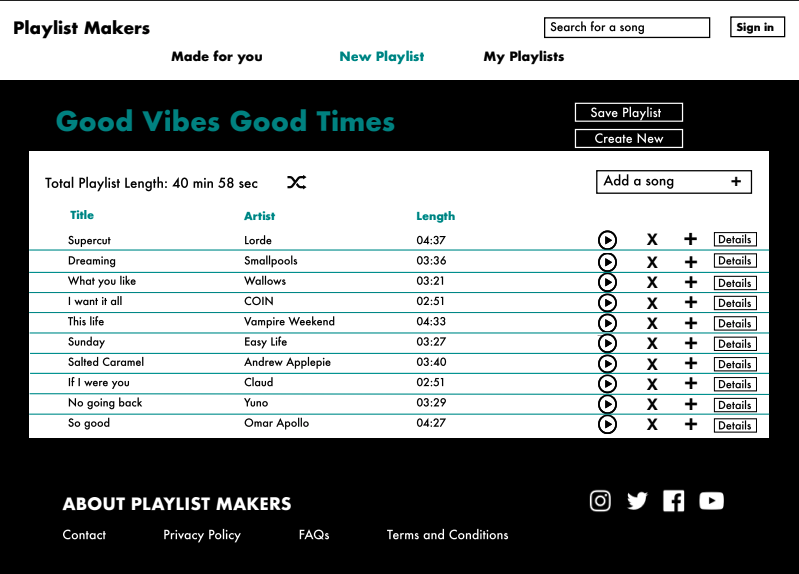 Playlist Makers
Search for a song
Sign in
Made for you New Playlist My Playlists
Good Vibes Good Times
Save Playlist
Create New
Total Playlist Length: 40 min 58 sec
Add a song +
Title Artist Length
Supercut Lorde 04:37 X + Details
Dreaming Smallpools 03:36 X + Details
What you like Wallows 03:21 X + Details
I want it all COIN 02:51 X + Details
This life Vampire Weekend 04:33 X + Details
Sunday Easy Life 03:27 X + Details
Salted Caramel Andrew Applepie 03:40 X + Details
If I were you Claud 02:51 X + Details
No going back Yuno 03:29 X + Details
So good Omar Apollo 04:27 X + Details
ABOUT PLAYLIST MAKERS
Contact Privacy Policy FAQs Terms and Conditions